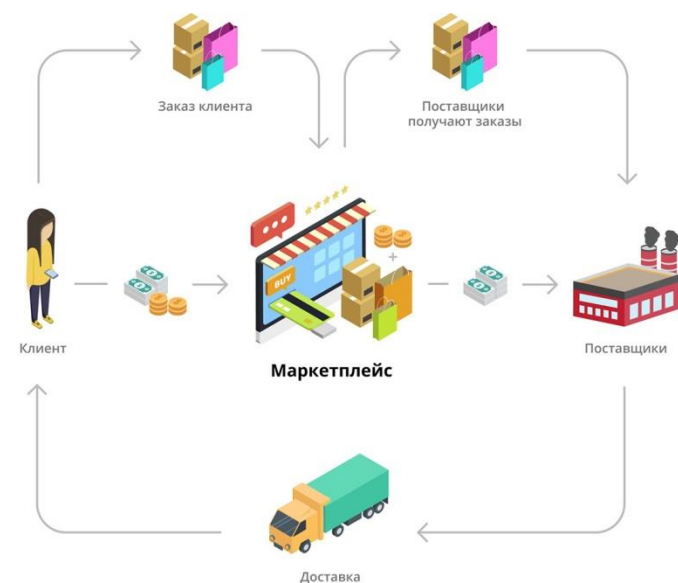 Заказ клиента
Поставщики
получают заказы
BUY
Клиент
Поставщики
Маркетплейс
Доставка